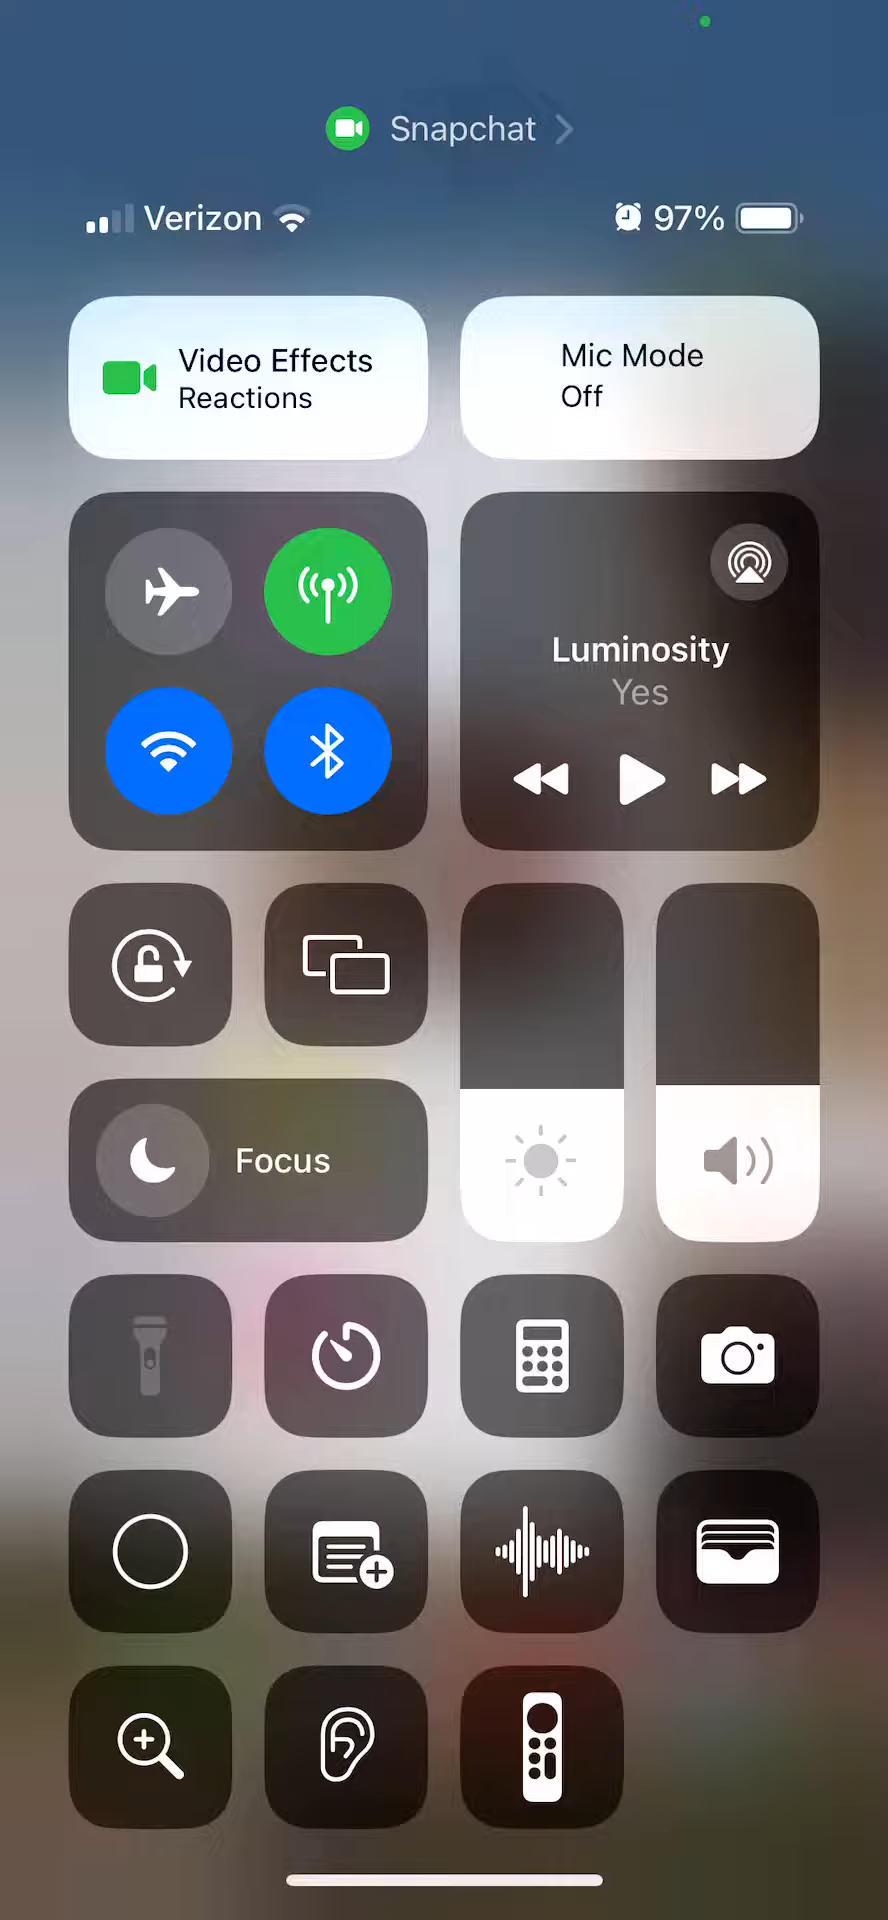 Snapchat
Verizon 97%
Video Effects
Reactions
Mic Mode
Off
Luminosity
Yes
Focus